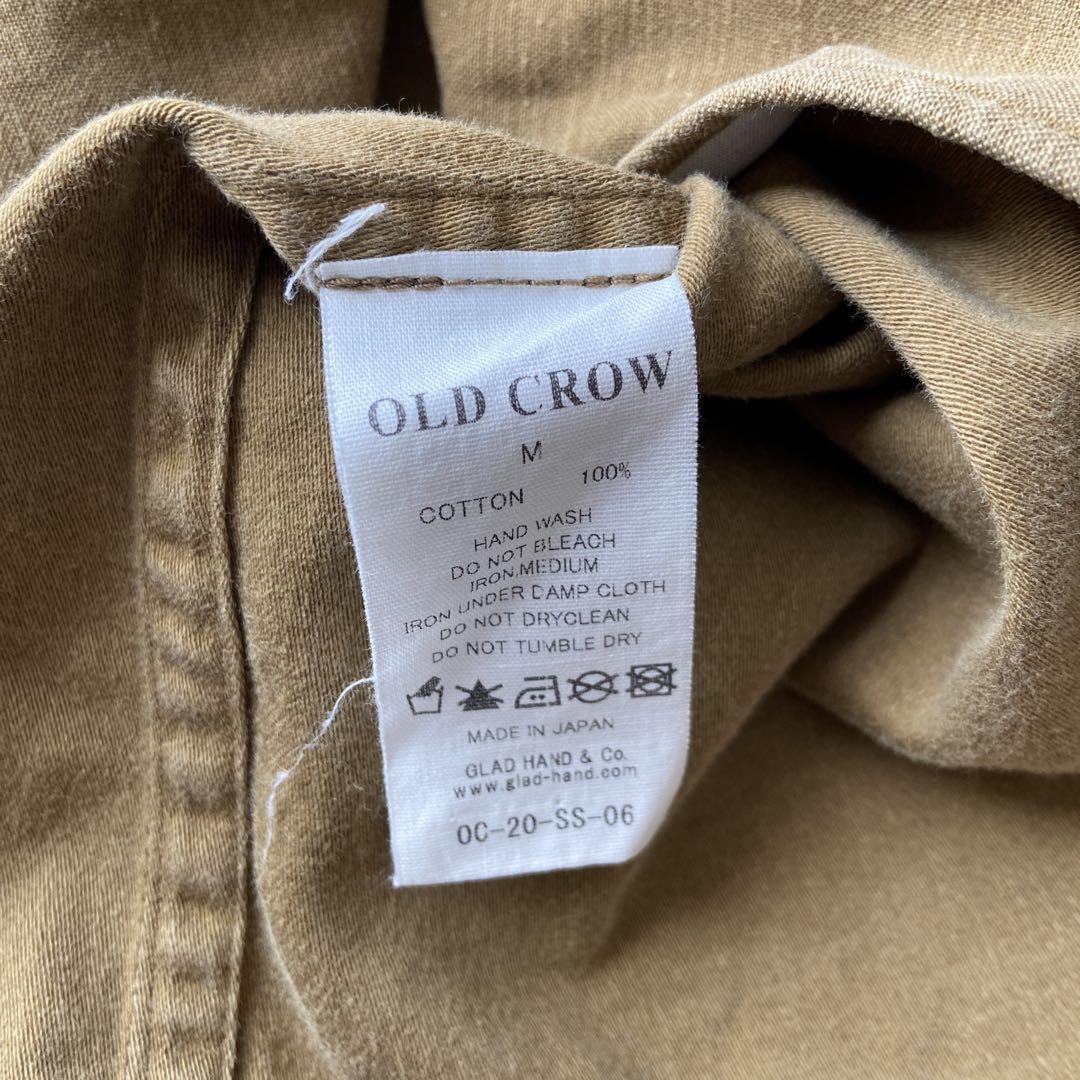 OLD CROW
M
COTTON 100%
HAND WASH
DO NOT BLEACH
IRON.MEDIUM
IRON UNDER DAMP CLOTH
DO NOT DRYCLEAN
DO NOT TUMBLE DRY
MADE IN JAPAN
GLAD HAND & Co.
www.glad-hand.com
OC-20-SS-06